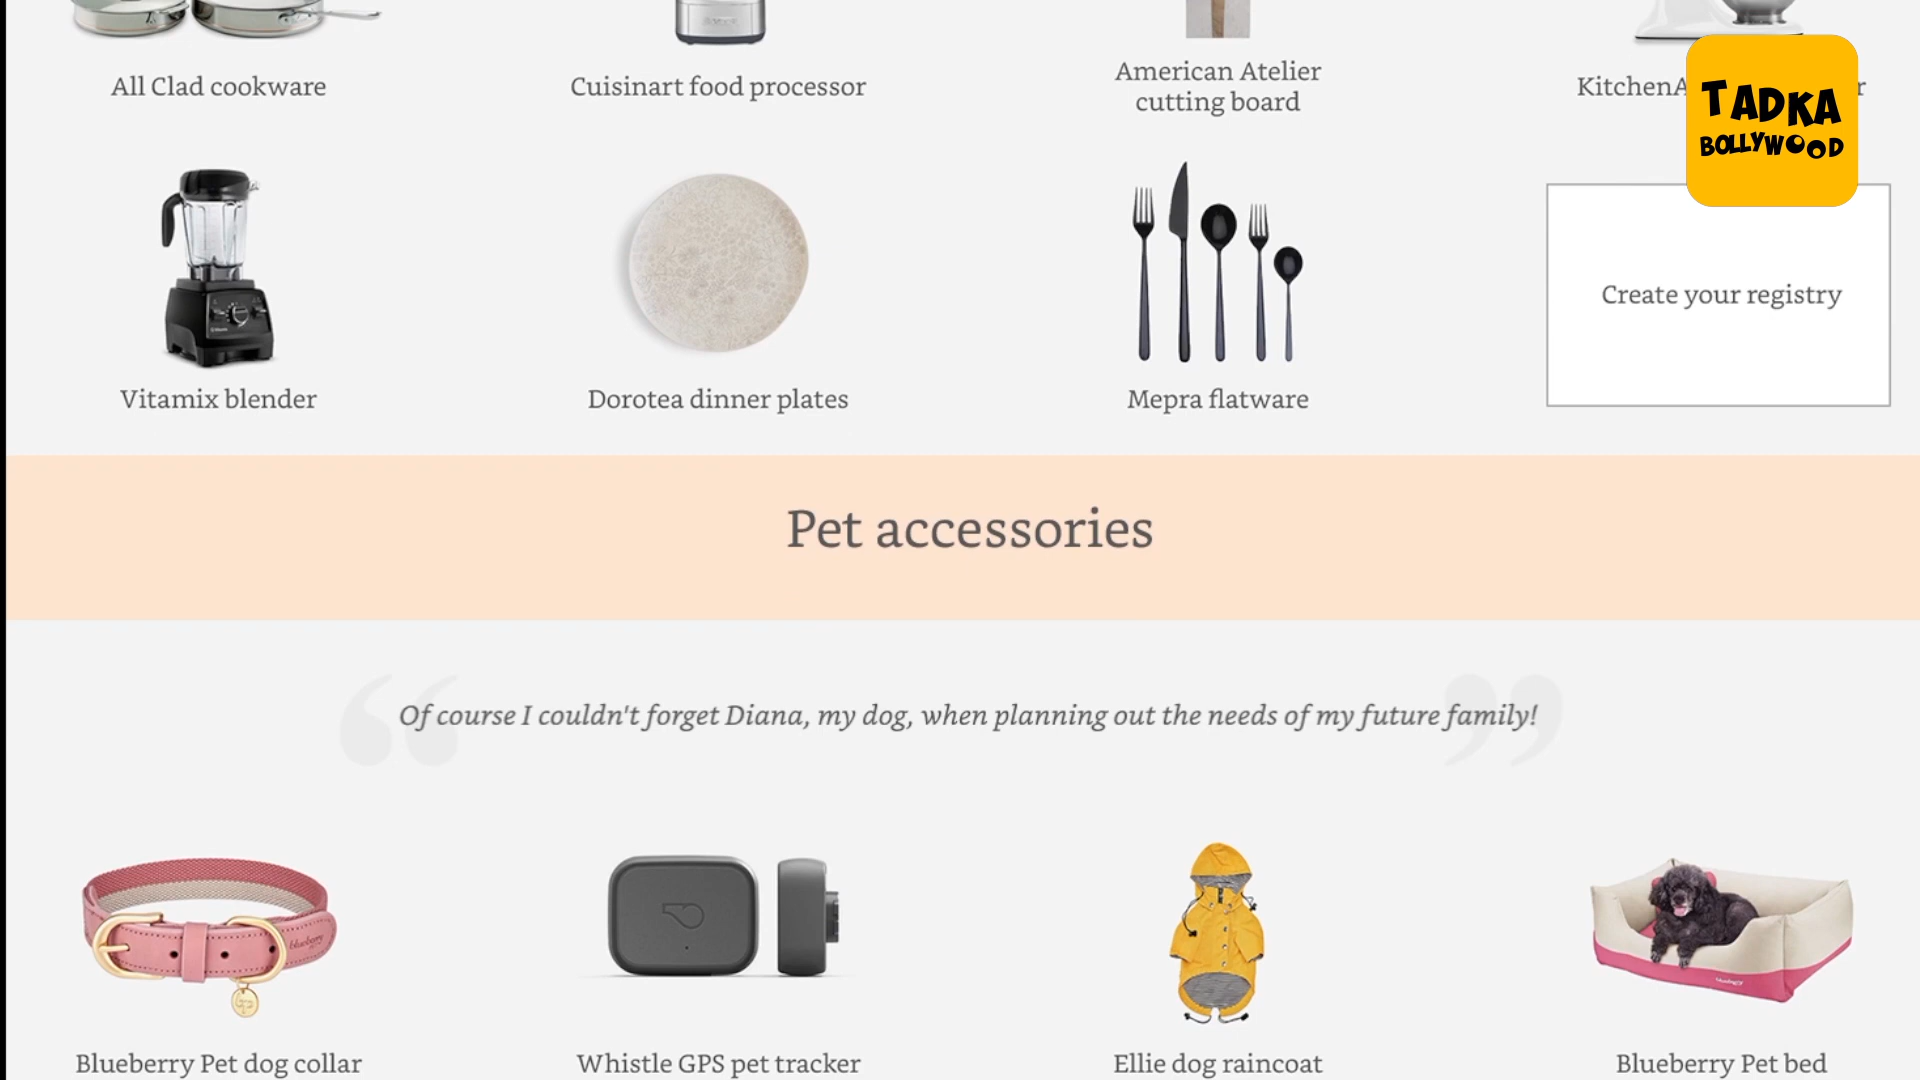 All Clad cookware
Cuisinart food processor
American Atelier
cutting board
TADKA
BOLLYWOOD
Vitamix blender
Dorotea dinner plates
Mepra flatware
Create your registry
Pet accessories
“Of course I couldn't forget Diana, my dog, when planning out the needs of my future family!”
Blueberry Pet dog collar
Whistle GPS pet tracker
Ellie dog raincoat
Blueberry Pet bed